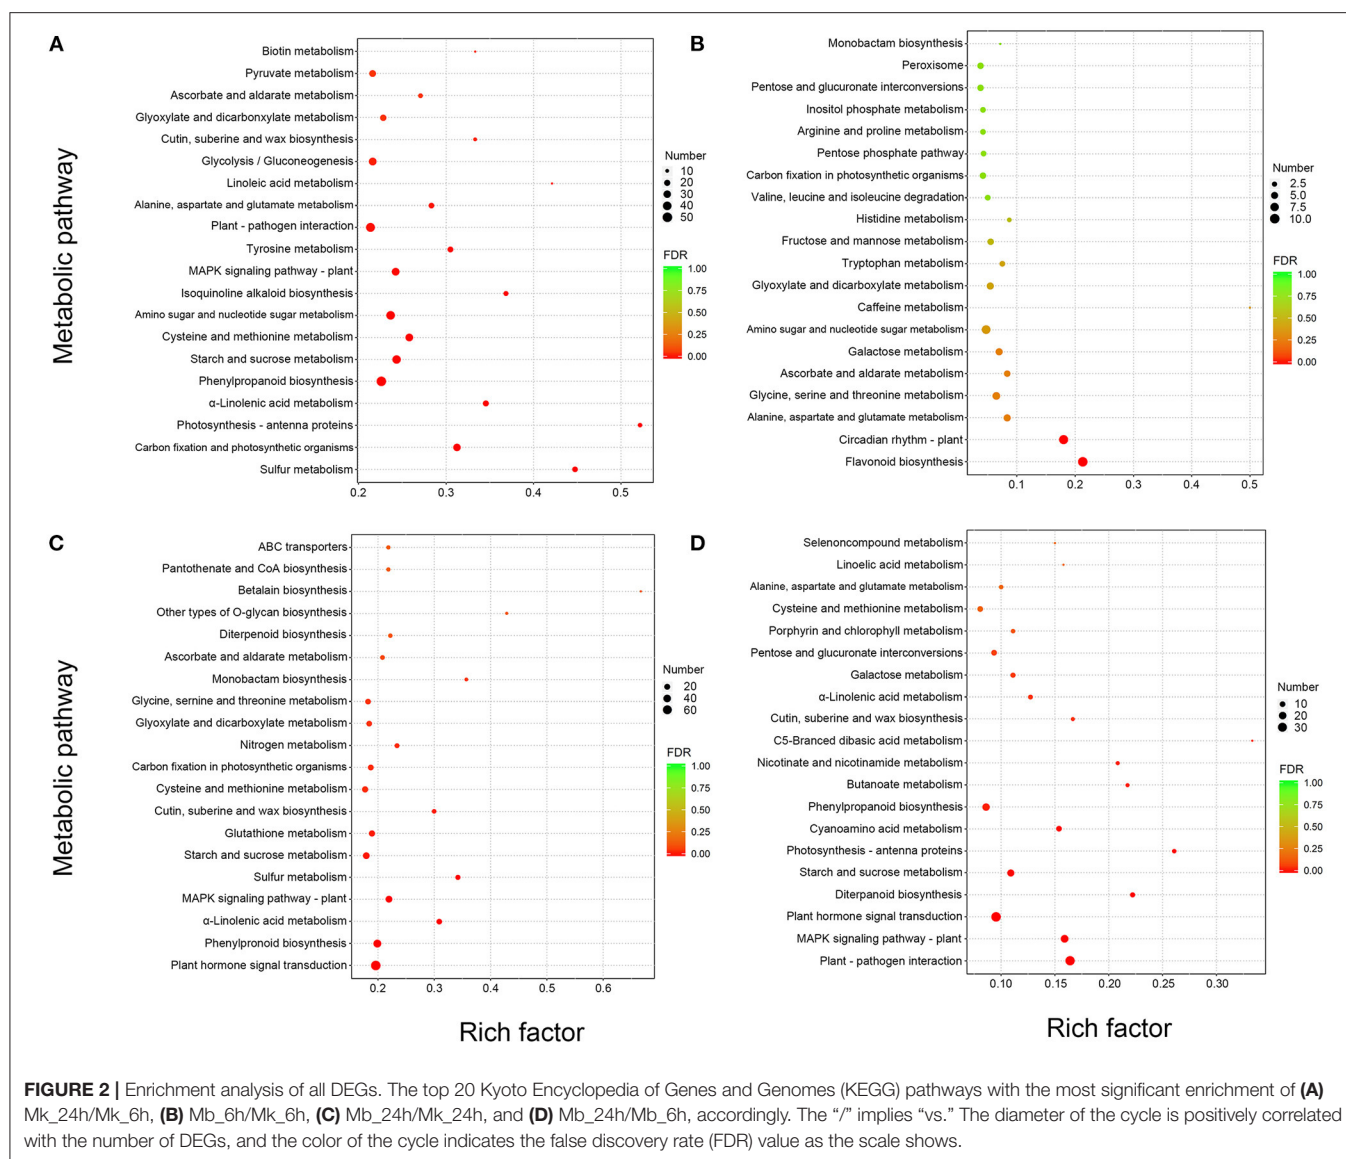 A
Metabolic pathway
Biotin metabolism
Pyruvate metabolism
Ascorbate and aldarate metabolism
Glyoxylate and dicarbonxylate metabolism
Cutin, suberine and wax biosynthesis
Glycolysis / Gluconeogenesis
Linoleic acid metabolism
Alanine, aspartate and glutamate metabolism
Plant - pathogen interaction
Tyrosine metabolism
MAPK signaling pathway - plant
Isoquinoline alkaloid biosynthesis
Amino sugar and nucleotide sugar metabolism
Cysteine and methionine metabolism
Starch and sucrose metabolism
Phenylpropanoid biosynthesis
α-Linolenic acid metabolism
Photosynthesis - antenna proteins
Carbon fixation and photosynthetic organisms
Sulfur metabolism
0.2 0.3 0.4 0.5
Number
10
20
30
40
50
FDR
1.00
0.75
0.50
0.25
0.00
B
Monobactam biosynthesis
Peroxisome
Pentose and glucuronate interconversions
Inositol phosphate metabolism
Arginine and proline metabolism
Pentose phosphate pathway
Carbon fixation in photosynthetic organisms
Valine, leucine and isoleucine degradation
Histidine metabolism
Fructose and mannose metabolism
Tryptophan metabolism
Glyoxylate and dicarboxylate metabolism
Caffeine metabolism
Amino sugar and nucleotide sugar metabolism
Galactose metabolism
Ascorbate and aldarate metabolism
Glycine, serine and threonine metabolism
Alanine, aspartate and glutamate metabolism
Circadian rhythm - plant
Flavonoid biosynthesis
0.1 0.2 0.3 0.4 0.5
Number
2.5
5.0
7.5
10.0
FDR
1.00
0.75
0.50
0.25
0.00
C
Metabolic pathway
ABC transporters
Pantothenate and CoA biosynthesis
Betalain biosynthesis
Other types of O-glycan biosynthesis
Diterpenoid biosynthesis
Ascorbate and aldarate metabolism
Monobactam biosynthesis
Glycine, sernine and threonine metabolism
Glyoxylate and dicarboxylate metabolism
Nitrogen metabolism
Carbon fixation in photosynthetic organisms
Cysteine and methionine metabolism
Cutin, suberine and wax biosynthesis
Glutathione metabolism
Starch and sucrose metabolism
Sulfur metabolism
MAPK signaling pathway - plant
α-Linolenic acid metabolism
Phenylpronoid biosynthesis
Plant hormone signal transduction
0.2 0.3 0.4 0.5 0.6
Rich factor
Number
20
40
60
FDR
1.00
0.75
0.50
0.25
0.00
D
Selenoncompound metabolism
Linoelic acid metabolism
Alanine, aspartate and glutamate metabolism
Cysteine and methionine metabolism
Porphyrin and chlorophyll metabolism
Pentose and glucuronate interconversions
Galactose metabolism
α-Linolenic acid metabolism
Cutin, suberine and wax biosynthesis
C5-Branced dibasic acid metabolism
Nicotinate and nicotinamide metabolism
Butanoate metabolism
Phenylpropanoid biosynthesis
Cyanoamino acid metabolism
Photosynthesis - antenna proteins
Starch and sucrose metabolism
Diterpanoid biosynthesis
Plant hormone signal transduction
MAPK signaling pathway - plant
Plant - pathogen interaction
0.10 0.15 0.20 0.25 0.30
Rich factor
Number
10
20
30
FDR
1.00
0.75
0.50
0.25
0.00
FIGURE 2 | Enrichment analysis of all DEGs. The top 20 Kyoto Encyclopedia of Genes and Genomes (KEGG) pathways with the most significant enrichment of (A)
Mk_24h/Mk_6h, (B) Mb_6h/Mk_6h, (C) Mb_24h/Mk_24h, and (D) Mb_24h/Mb_6h, accordingly. The “/” implies “vs.” The diameter of the cycle is positively correlated
with the number of DEGs, and the color of the cycle indicates the false discovery rate (FDR) value as the scale shows.